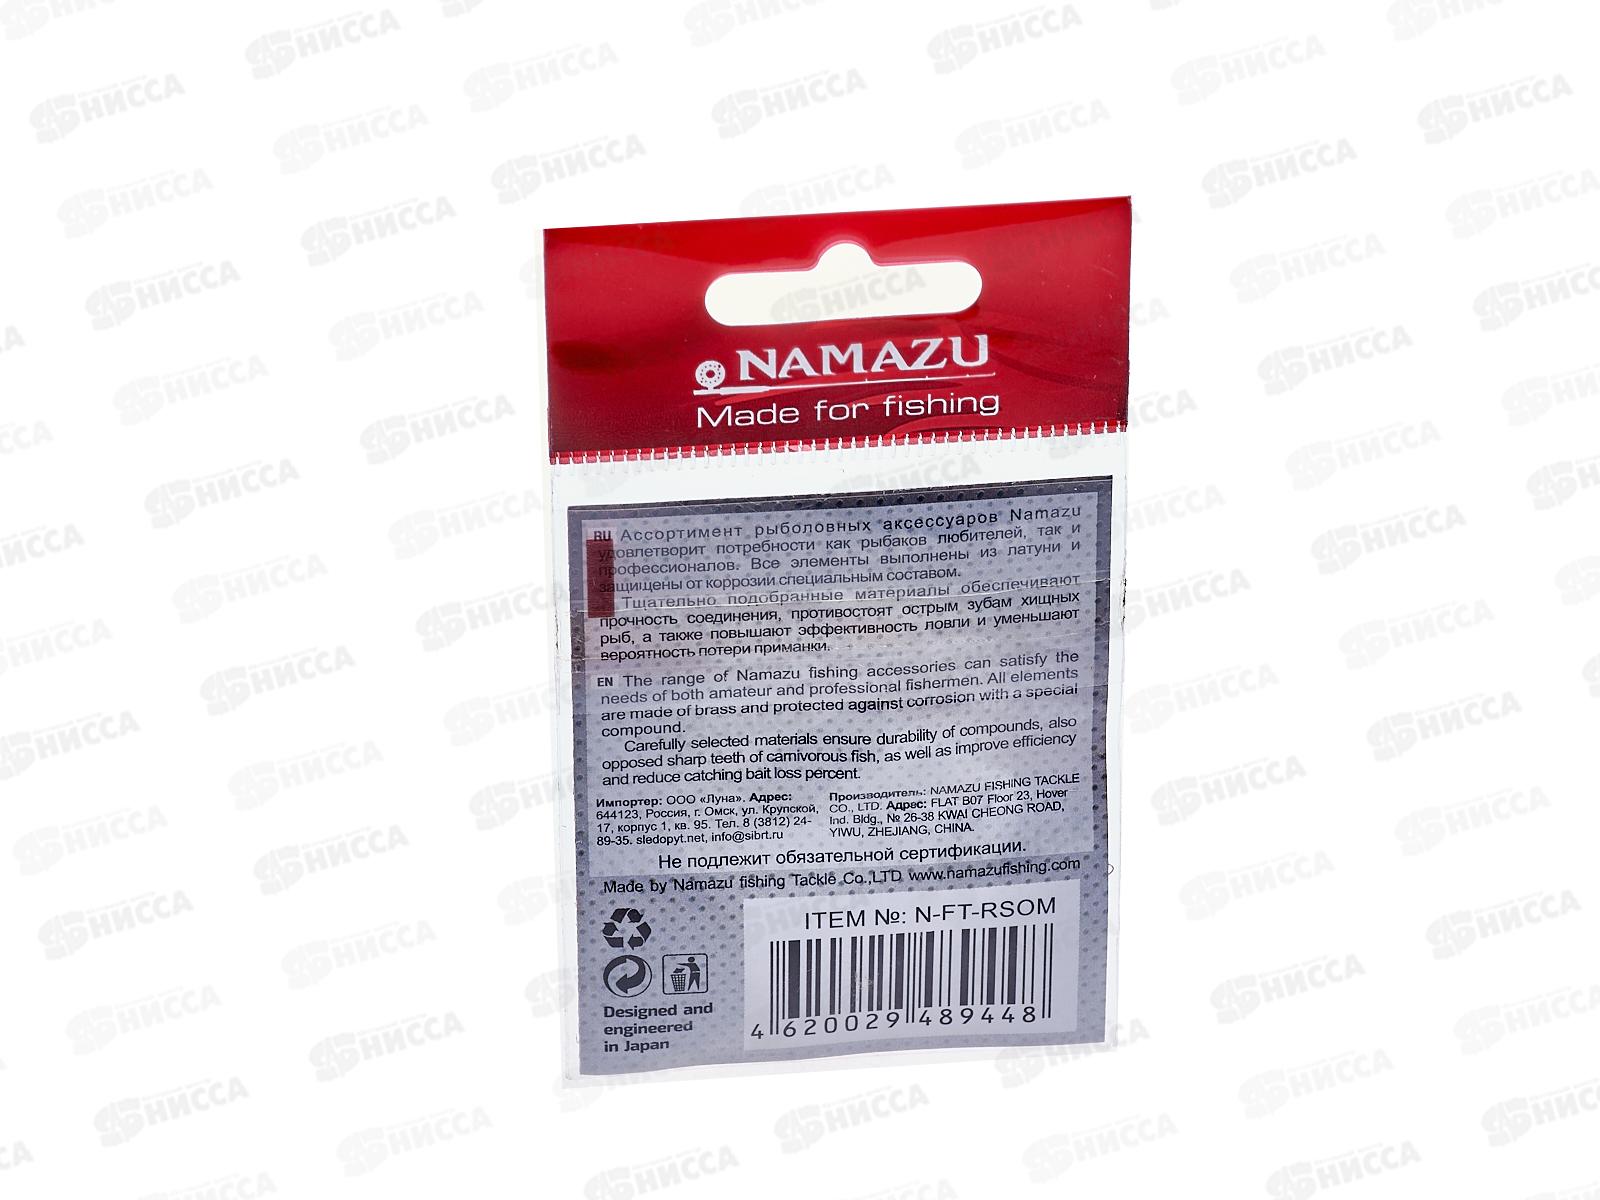 NAMAZU
Made for fishing
RU Ассортимент рыболовных аксессуаров Namazu
удовлетворит потребности как рыбаков любителей, так и
профессионалов. Все элементы выполнены из латуни и
защищены от коррозии специальным составом.
Тщательно подобранные материалы обеспечивают
прочность соединения, противостоят острым зубам хищных
рыб, а также повышают эффективность ловли и уменьшают
вероятность потери приманки.
EN The range of Namazu fishing accessories can satisfy the
needs of both amateur and professional fishermen. All elements
are made of brass and protected against corrosion with a special
compound.
Carefully selected materials ensure durability of compounds, also
opposed sharp teeth of carnivorous fish, as well as improve efficiency
and reduce catching bait loss percent.
Импортер: ООО «Луна». Адрес:
644123, Россия, г. Омск, ул. Крупской,
17, корпус 1, кв. 95. Тел. 8 (3812) 24-
89-35. sledopyt.net, info@sibrt.ru
Производитель: NAMAZU FISHING TACKLE
CO., LTD. Адрес: FLAT B07 Floor 23, Hover
Ind. Bldg., № 26-38 KWAI CHEONG ROAD,
YIWU, ZHEJIANG, CHINA.
Не подлежит обязательной сертификации.
Made by Namazu fishing Tackle Co.,LTD www.namazufishing.com
ITEM №: N-FT-RSOM
4 620029 489448
Designed and
engineered
in Japan